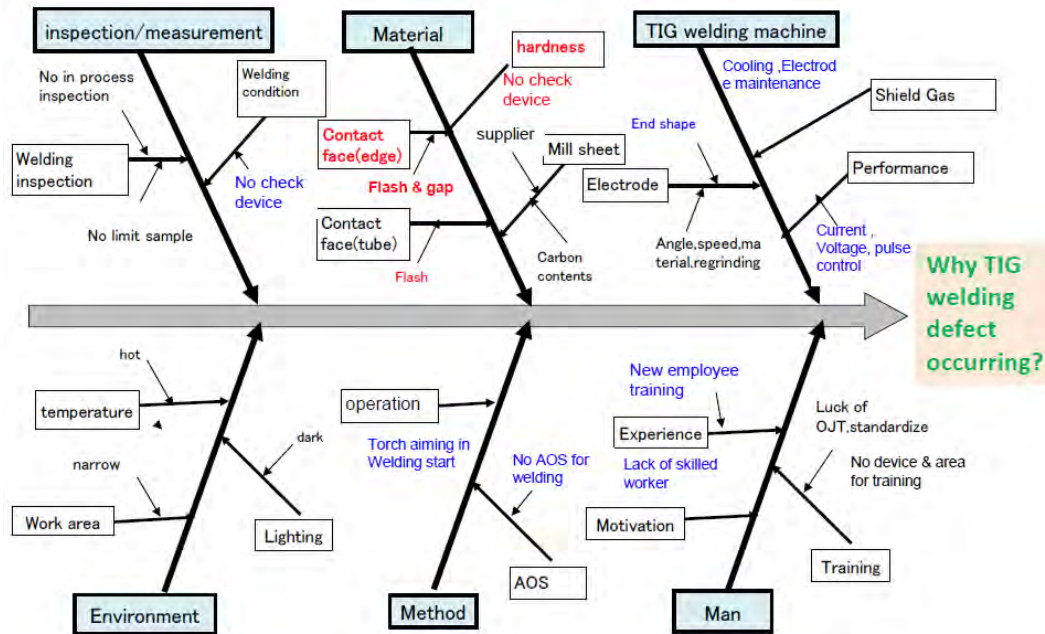 inspection/measurement
Material
TIG welding machine
No in process
inspection
Welding
condition
Welding
inspection
No check
device
No limit sample
hardness
No check
device
Contact
face(edge)
Flash & gap
supplier
Mill sheet
Contact
face(tube)
Flash
Carbon
contents
Cooling ,Electrod
e maintenance
Shield Gas
End shape
Electrode
Performance
Angle,speed,ma
terial,regrinding
Current ,
Voltage, pulse
control
Why TIG
welding
defect
occurring?
hot
temperature
dark
narrow
Work area
Lighting
Environment
operation
Torch aiming in
Welding start
No AOS for
welding
AOS
Method
New employee
training
Experience
Luck of
OJT,standardize
Lack of skilled
worker
No device & area
for training
Motivation
Training
Man